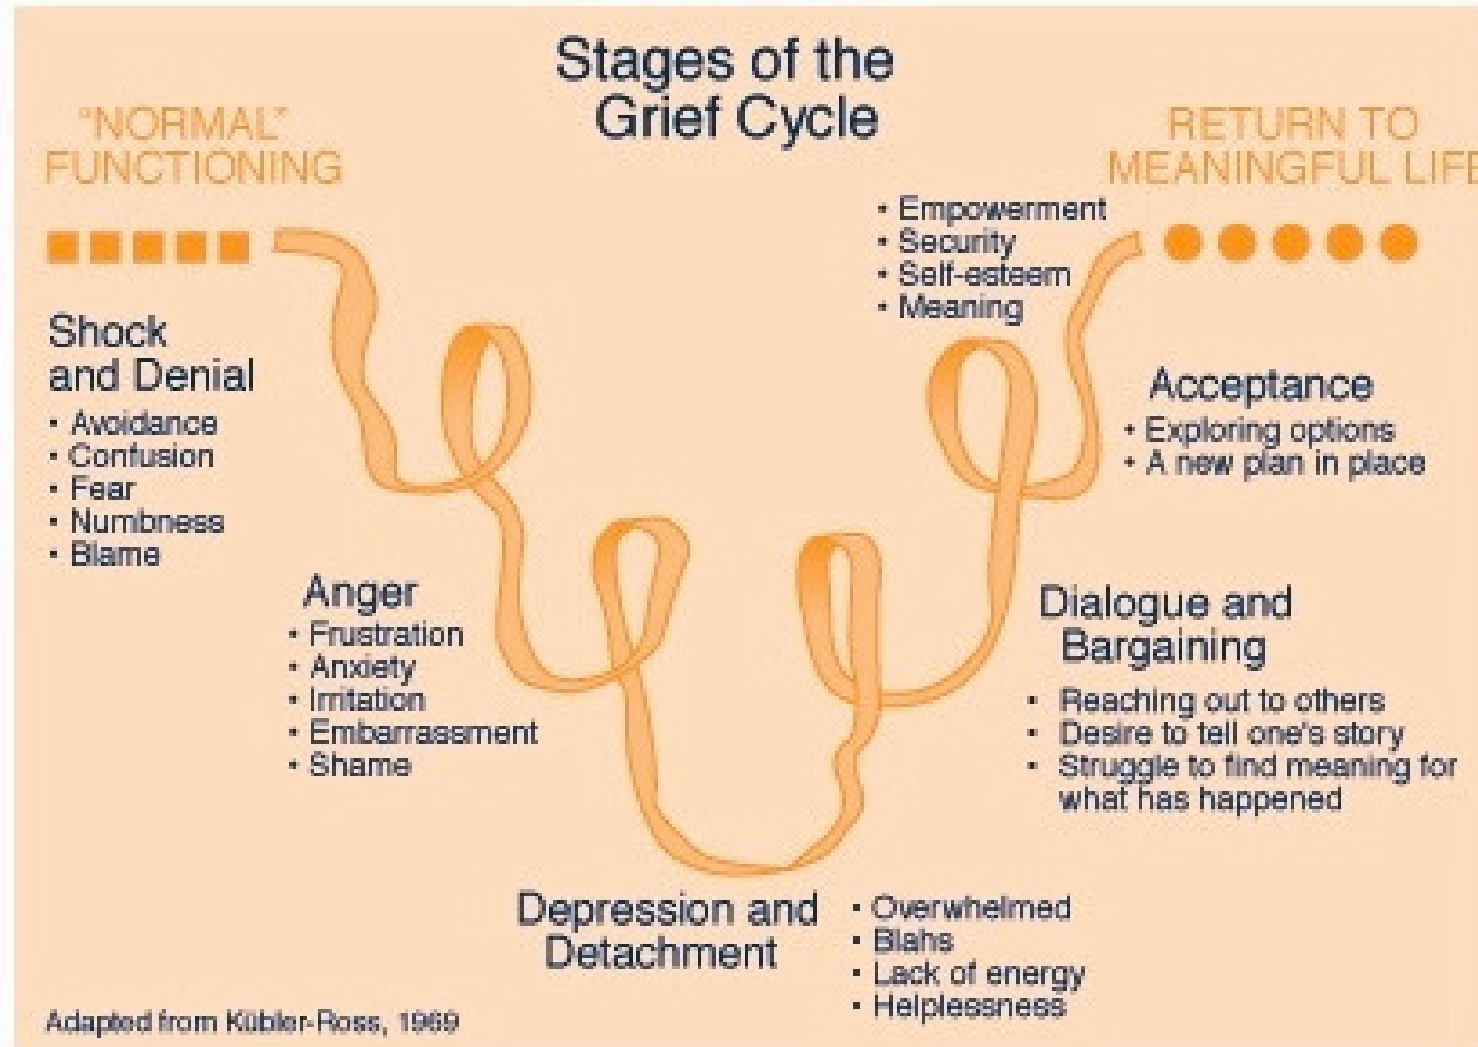 Stages of the
Grief Cycle
"NORMAL"
FUNCTIONING
RETURN TO
MEANINGFUL LIFE
• Empowerment
• Security
• Self-esteem
• Meaning
Shock
and Denial
• Avoidance
• Confusion
• Fear
• Numbness
• Blame
Anger
• Frustration
• Anxiety
• Irritation
• Embarrassment
• Shame
Depression and
Detachment
• Overwhelmed
• Blahs
• Lack of energy
• Helplessness
Dialogue and
Bargaining
• Reaching out to others
• Desire to tell one's story
• Struggle to find meaning for
what has happened
Acceptance
• Exploring options
• A new plan in place
Adapted from Kübler-Ross, 1969